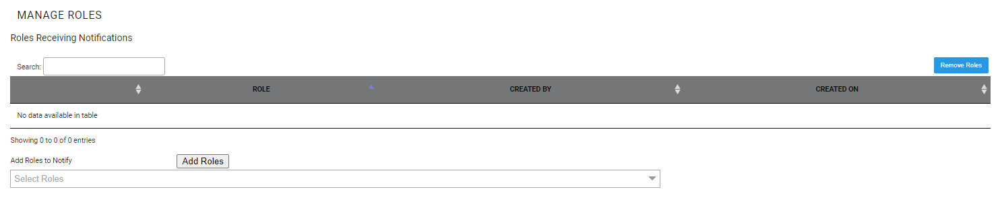 MANAGE ROLES
Roles Receiving Notifications
Search:
Remove Roles
ROLE CREATED BY CREATED ON
No data available in table
Showing 0 to 0 of 0 entries
Add Roles to Notify Add Roles
Select Roles